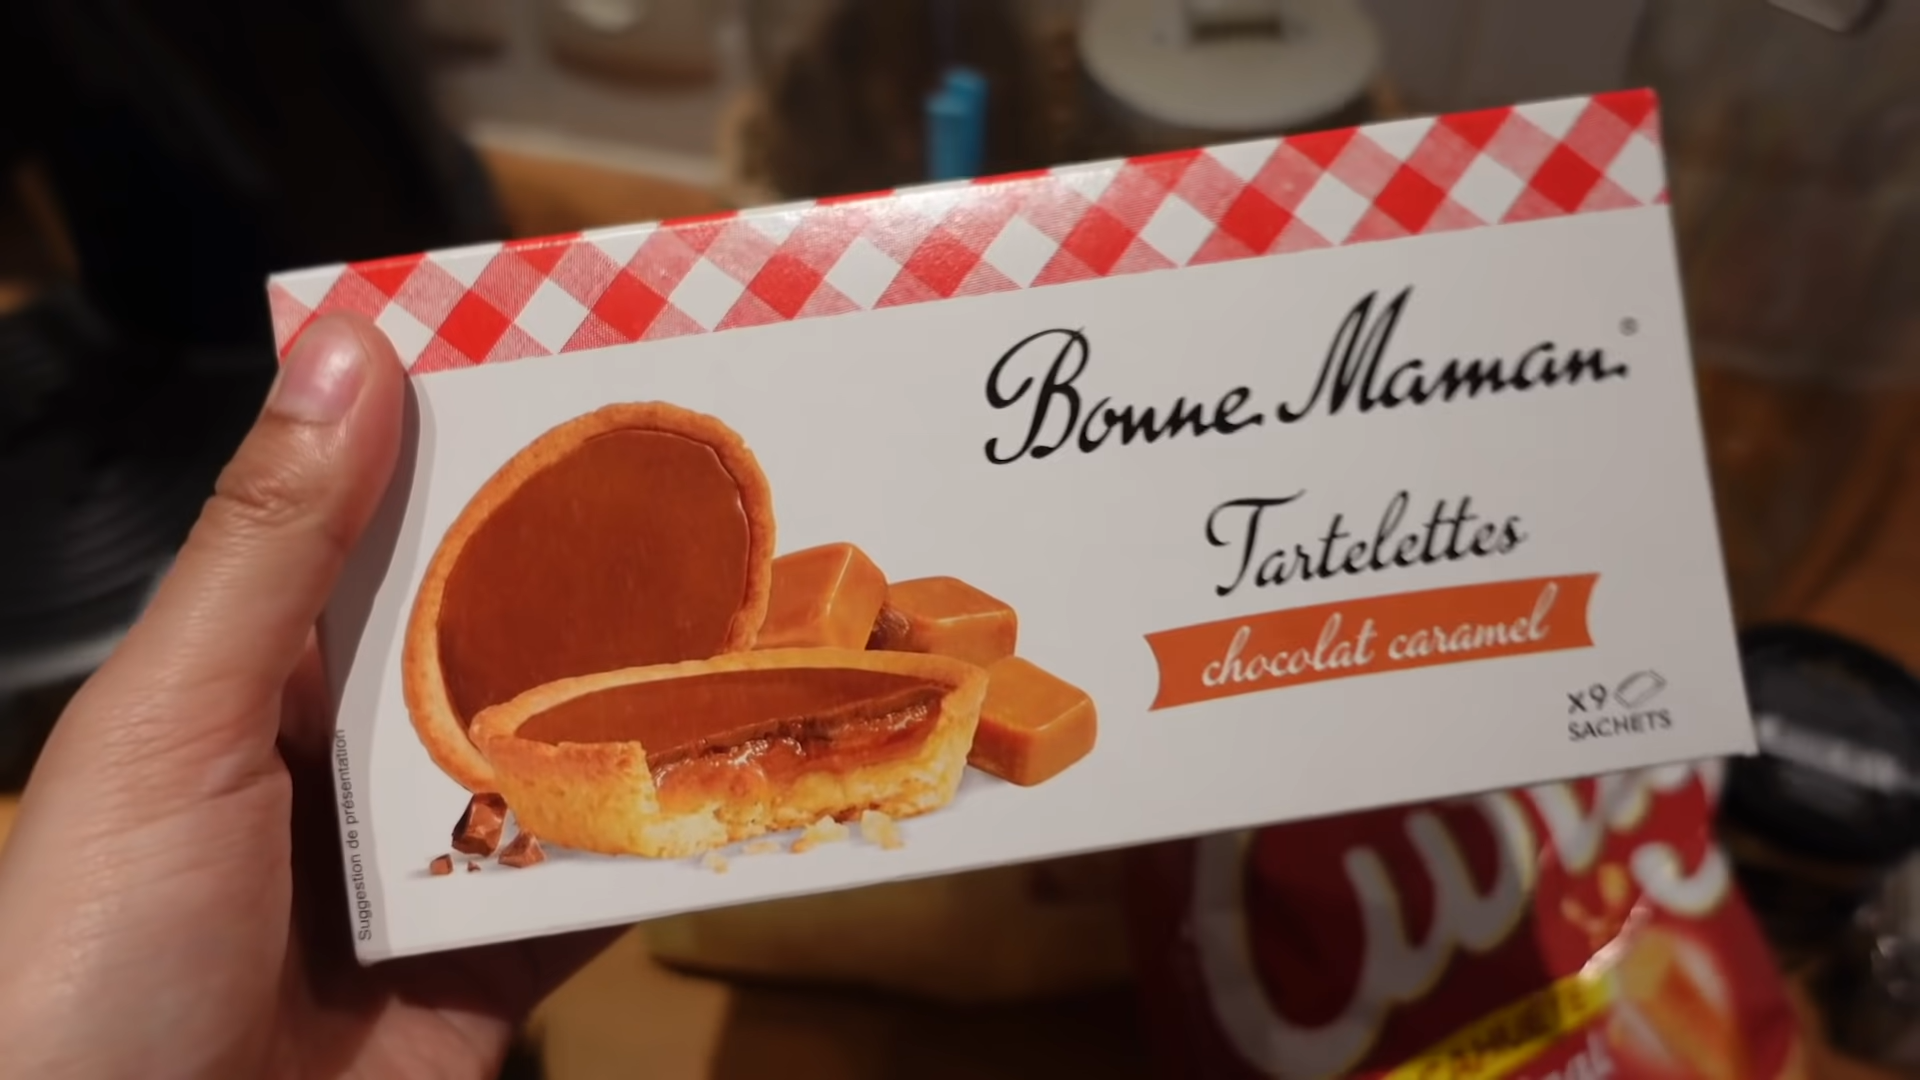 Bonne Maman®
Tartelettes
chocolat caramel
x9
SACHETS
Suggestion de présentation